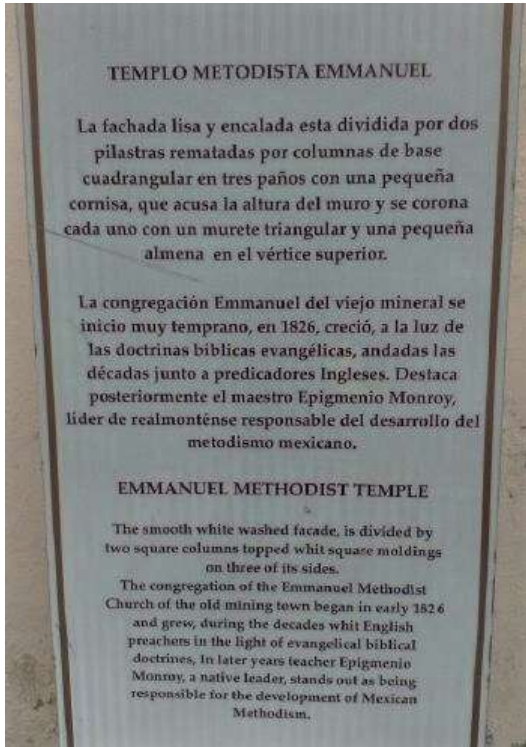 TEMPLO METODISTA EMMANUEL
La fachada lisa y encalada esta dividida por dos
pilastras rematadas por columnas de base
cuadrangular en tres paños con una pequeña
cornisa, que acusa la altura del muro y se corona
cada uno con un murete triangular y una pequeña
almena en el vértice superior.
La congregación Emmanuel del viejo mineral se
inicio muy temprano, en 1826, creció, a la luz de
las doctrinas bíblicas evangélicas, andadas las
décadas junto a predicadores Ingleses. Destaca
posteriormente el maestro Epigmenio Monroy,
líder de realmonténse responsable del desarrollo del
metodismo mexicano.
EMMANUEL METHODIST TEMPLE
The smooth white washed facade, is divided by
two square columns topped whit square moldings
on three of its sides.
The congregation of the Emmanuel Methodist
Church of the old mining town began in early 1826
and grew, during the decades whit English
preachers in the light of evangelical biblical
doctrines, In later years teacher Epigmenio
Monroy, a native leader, stands out as being
responsible for the development of Mexican
Methodism.